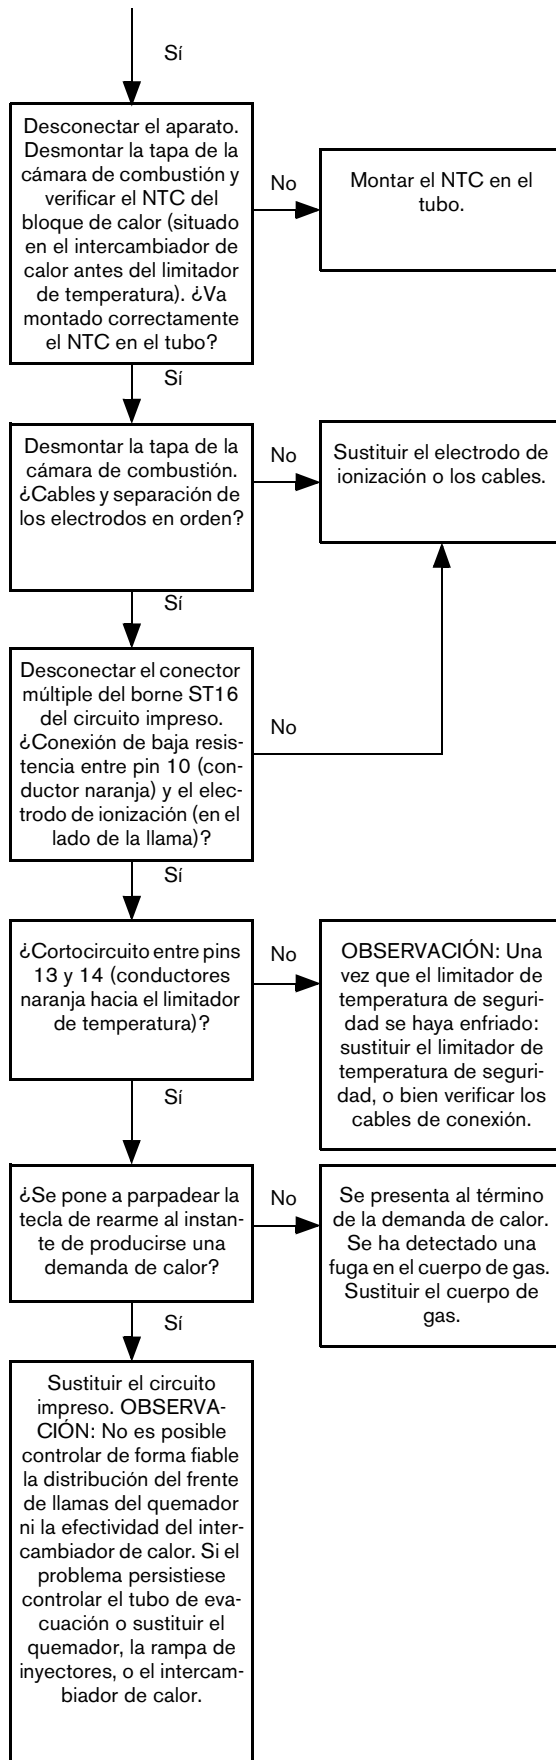 Sí
Desconectar el aparato.
Desmontar la tapa de la
cámara de combustión y
verificar el NTC del
bloque de calor (situado
en el intercambiador de
calor antes del limitador
de temperatura). ¿Va
montado correctamente
el NTC en el tubo?
No
Montar el NTC en el
tubo.
Sí
Desmontar la tapa de la
cámara de combustión.
¿Cables y separación de
los electrodos en orden?
No
Sustituir el electrodo de
ionización o los cables.
Sí
Desconectar el conector
múltiple del borne ST16
del circuito impreso.
¿Conexión de baja resis-
tencia entre pin 10 (con-
ductor naranja) y el elec-
trodo de ionización (en el
lado de la llama)?
No
Sí
¿Cortocircuito entre pins
13 y 14 (conductores
naranja hacia el limitador
de temperatura)?
No
OBSERVACIÓN: Una
vez que el limitador de
temperatura de seguri-
dad se haya enfriado:
sustituir el limitador de
temperatura de seguri-
dad, o bien verificar los
cables de conexión.
Sí
¿Se pone a parpadear la
tecla de rearme al instan-
te de producirse una
demanda de calor?
No
Se presenta al término
de la demanda de calor.
Se ha detectado una
fuga en el cuerpo de gas.
Sustituir el cuerpo de
gas.
Sí
Sustituir el circuito
impreso. OBSERVA-
CIÓN: No es posible
controlar de forma fiable
la distribución del frente
de llamas del quemador
ni la efectividad del inter-
cambiador de calor. Si el
problema persistiese
controlar el tubo de eva-
cuación o sustituir el
quemador, la rampa de
inyectores, o el intercam-
biador de calor.